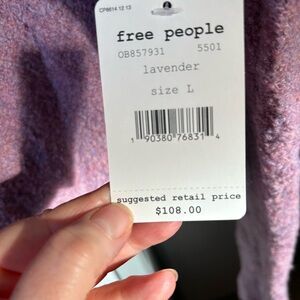 CP8614 12 13
free people
OB857931 5501
lavender
size L
1 90380 76831 4
suggested retail price
$108.00